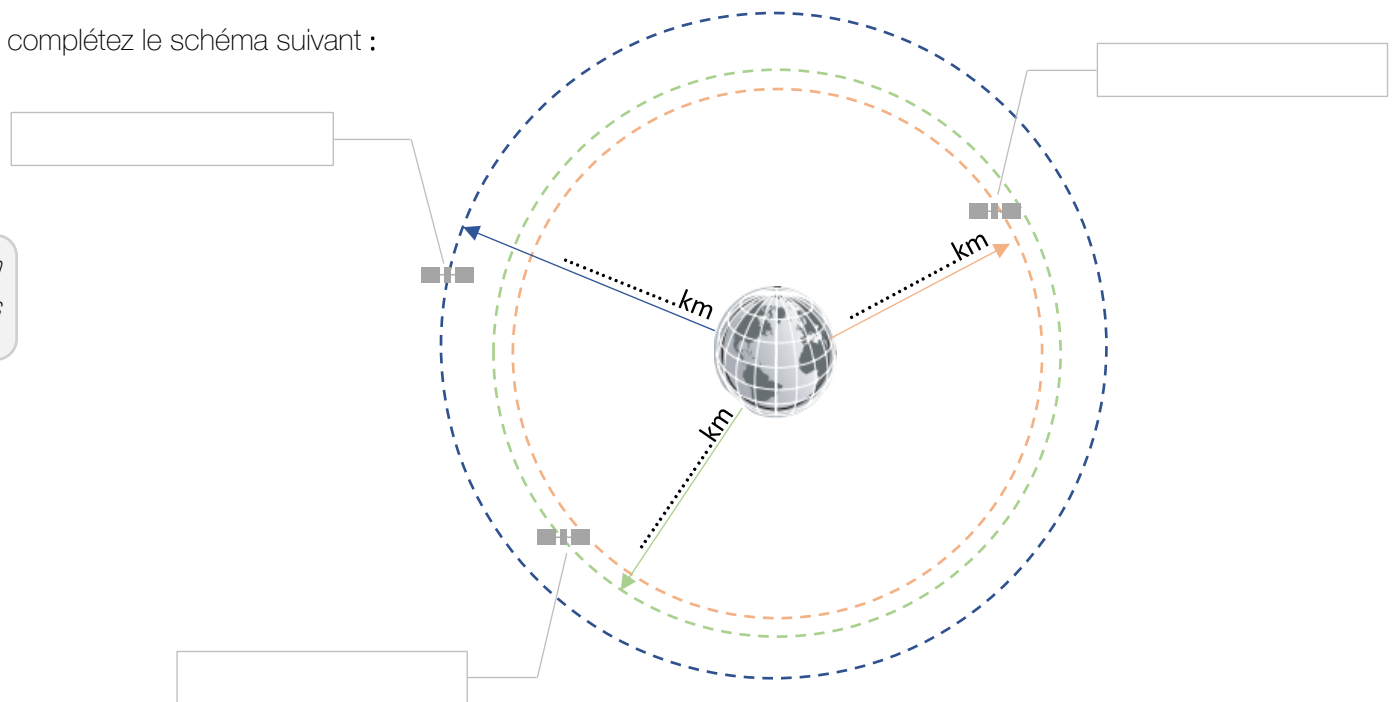 complétez le schéma suivant :
..........km
..........km
..........km